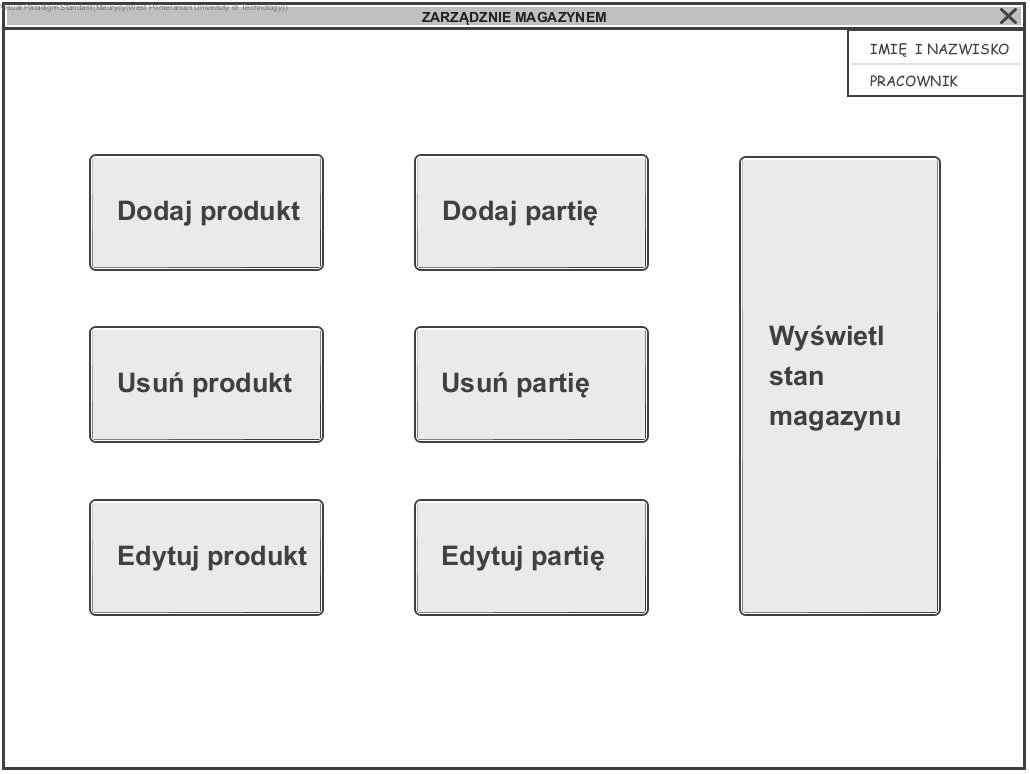 Visual Paradigm Standard(Maurycy(West Pomeranian University of Technology))
ZARZĄDZNIE MAGAZYNEM
IMIĘ I NAZWISKO
PRACOWNIK
Dodaj produkt
Dodaj partię
Usuń produkt
Usuń partię
Wyświetl
stan
magazynu
Edytuj produkt
Edytuj partię